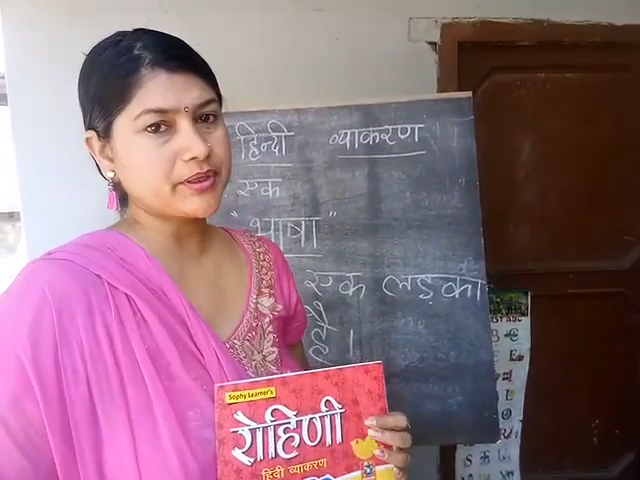 हिन्दी व्याकरण
एक
"भाषा"
एक लड़का
है।
Sophy Learner's
रोहिणी
हिंदी व्याकरण